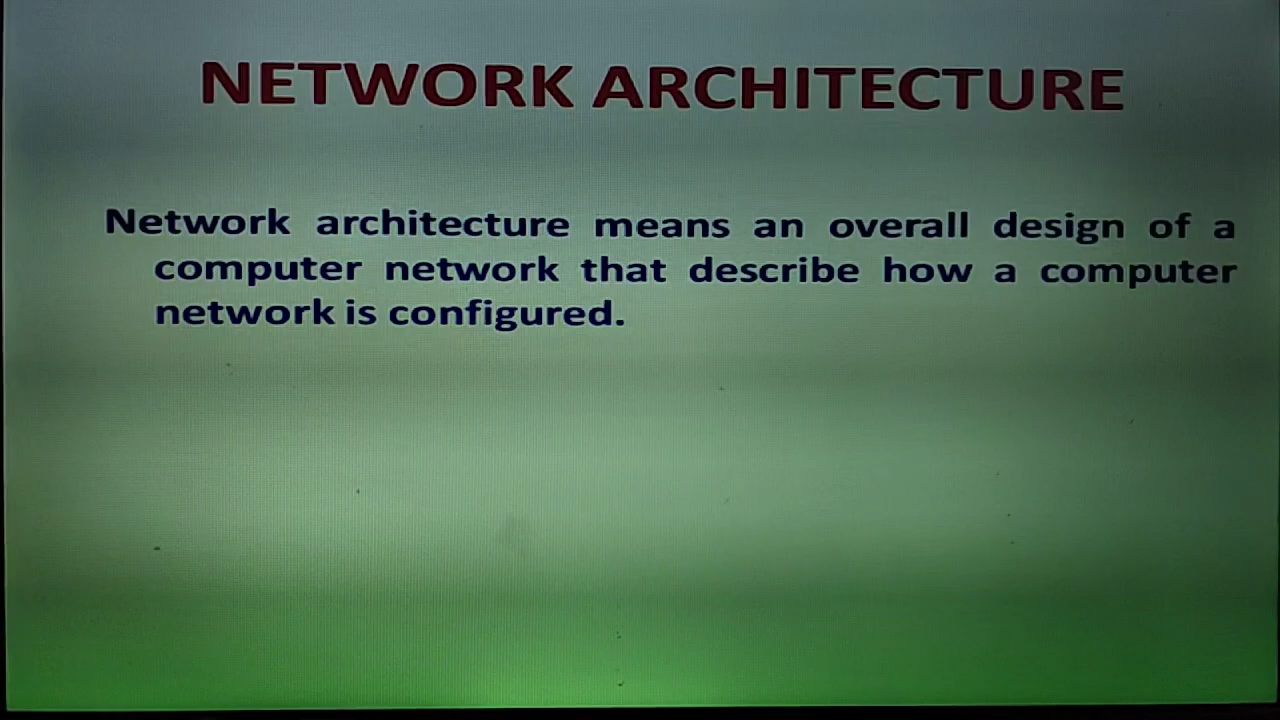 NETWORK ARCHITECTURE
Network architecture means an overall design of a
computer network that describe how a computer
network is configured.